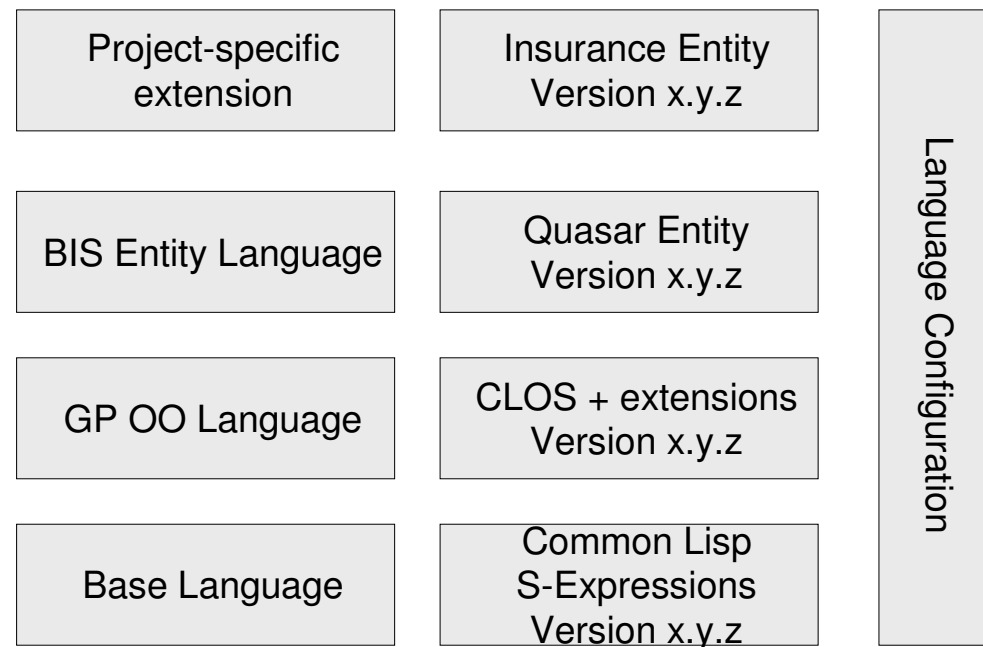 Project-specific
extension
Insurance Entity
Version x.y.z
BIS Entity Language
Quasar Entity
Version x.y.z
GP OO Language
CLOS + extensions
Version x.y.z
Base Language
Common Lisp
S-Expressions
Version x.y.z
Language Configuration